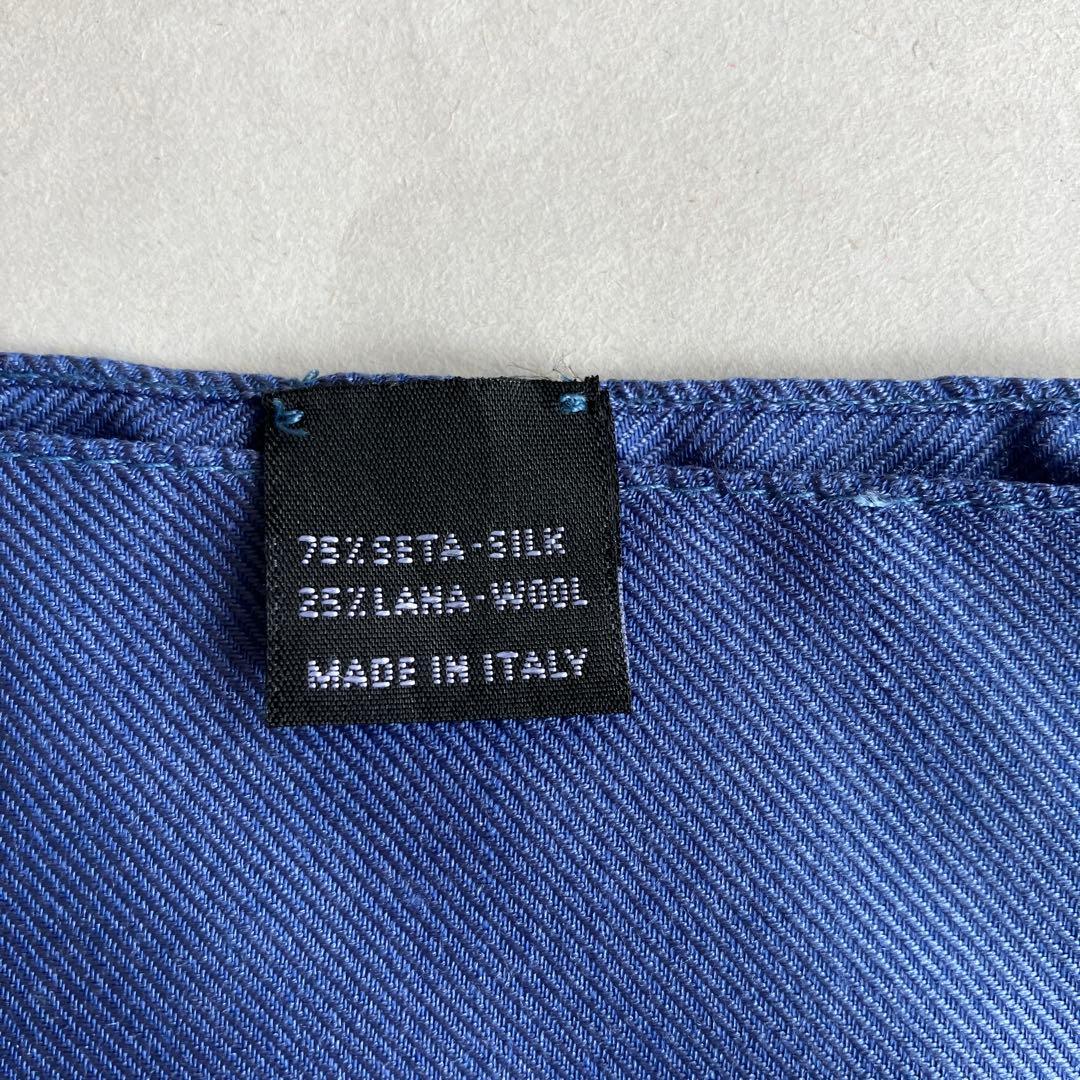 75% SETA-SILK
25% LANA-WOOL
MADE IN ITALY